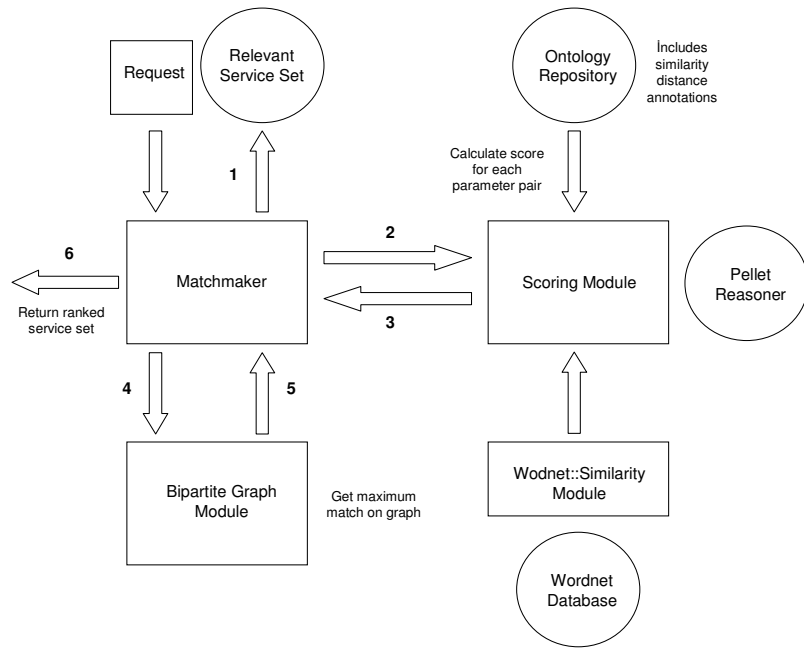 Request
Relevant
Service Set
Ontology
Repository
İncludes
similarity
distance
annotations
1
Calculate score
for each
parameter pair
2
6
Matchmaker
Scoring Module
Pellet
Reasoner
Return ranked
service set
3
4
5
Bipartite Graph
Module
Get maximum
match on graph
Wodnet::Similarity
Module
Wordnet
Database